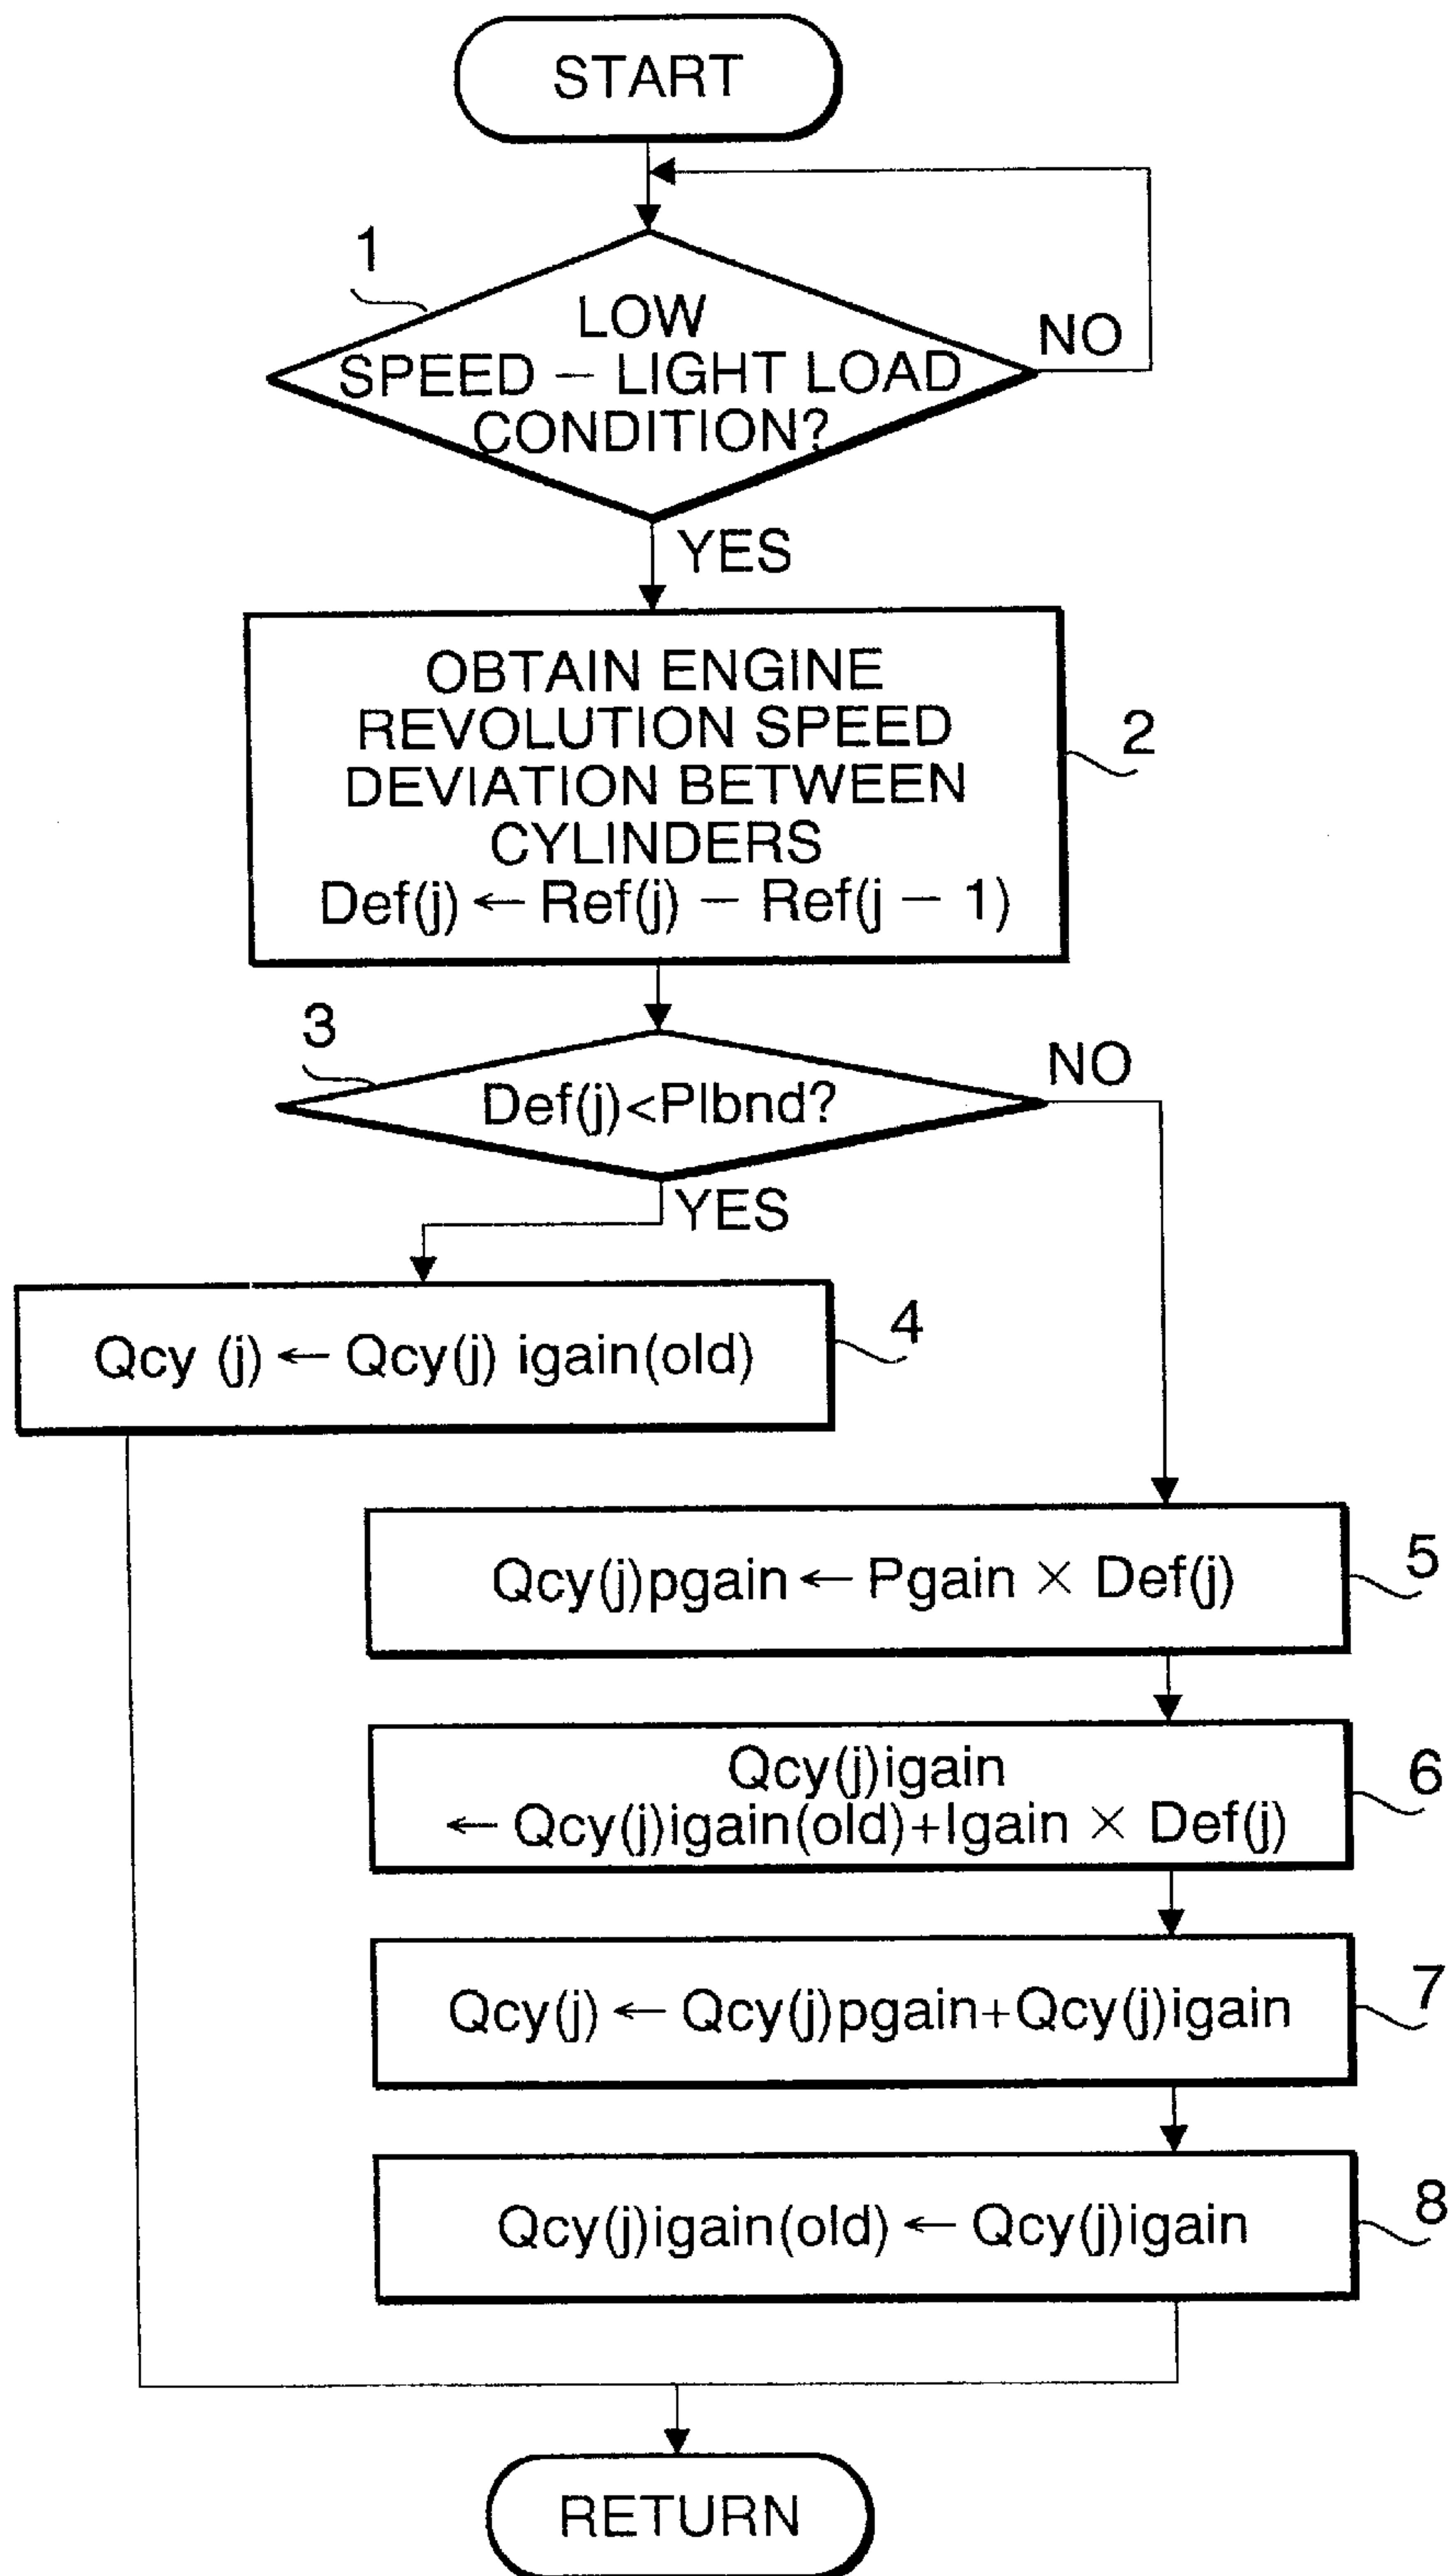 START
1
LOW
SPEED – LIGHT LOAD
CONDITION?
NO
YES
OBTAIN ENGINE
REVOLUTION SPEED
DEVIATION BETWEEN
CYLINDERS
Def(j) ← Ref(j) – Ref(j – 1)
2
3
Def(j)<PIbnd?
NO
YES
Qcy (j) ← Qcy(j) igain(old)
4
Qcy(j)pgain ← Pgain × Def(j)
5
Qcy(j)igain
← Qcy(j)igain(old)+Igain × Def(j)
6
Qcy(j) ← Qcy(j)pgain+Qcy(j)igain
7
Qcy(j)igain(old) ← Qcy(j)igain
8
RETURN